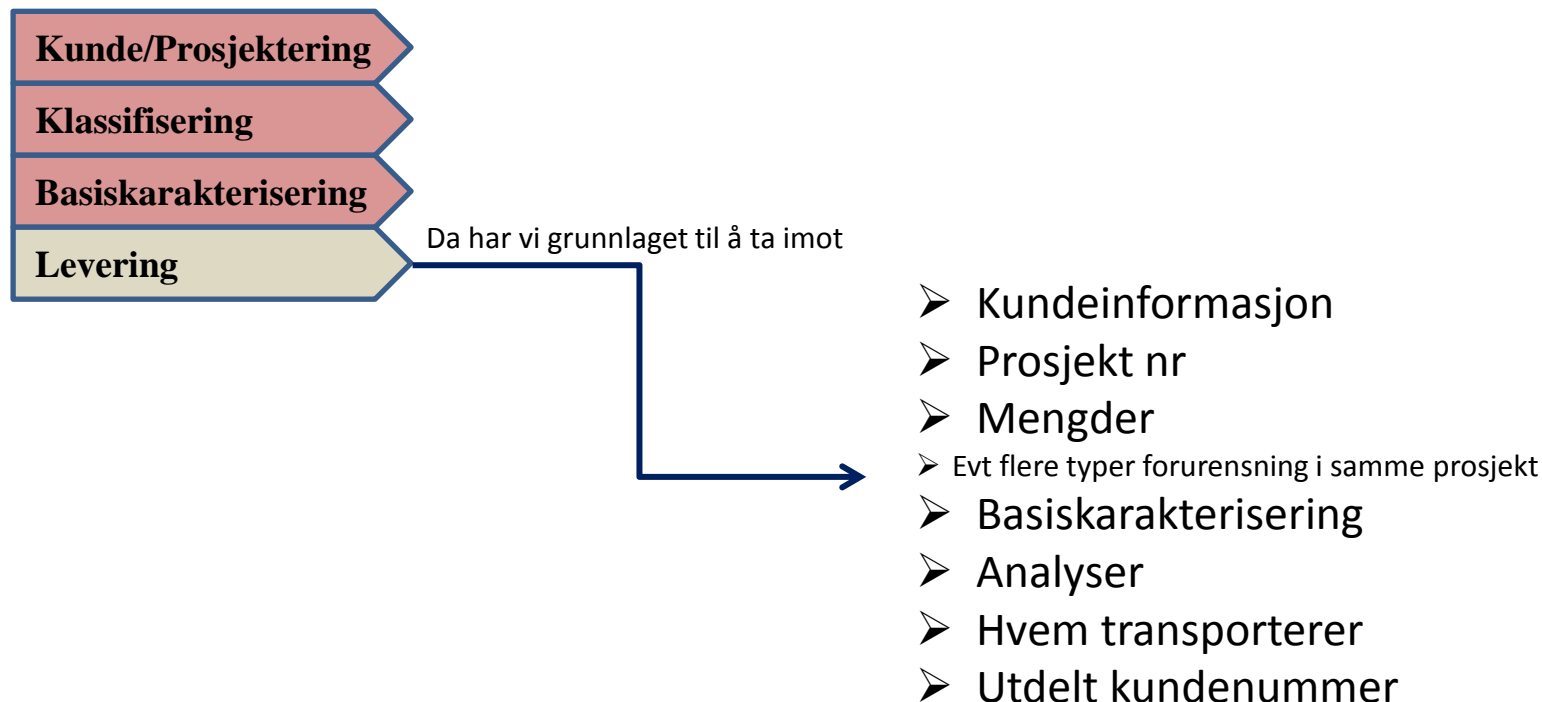 Kunde/Prosjektering
Klassifisering
Basiskarakterisering
Levering
Da har vi grunnlaget til å ta imot
➢ Kundeinformasjon
➢ Prosjekt nr
➢ Mengder
➢ Evt flere typer forurensning i samme prosjekt
➢ Basiskarakterisering
➢ Analyser
➢ Hvem transporterer
➢ Utdelt kundenummer